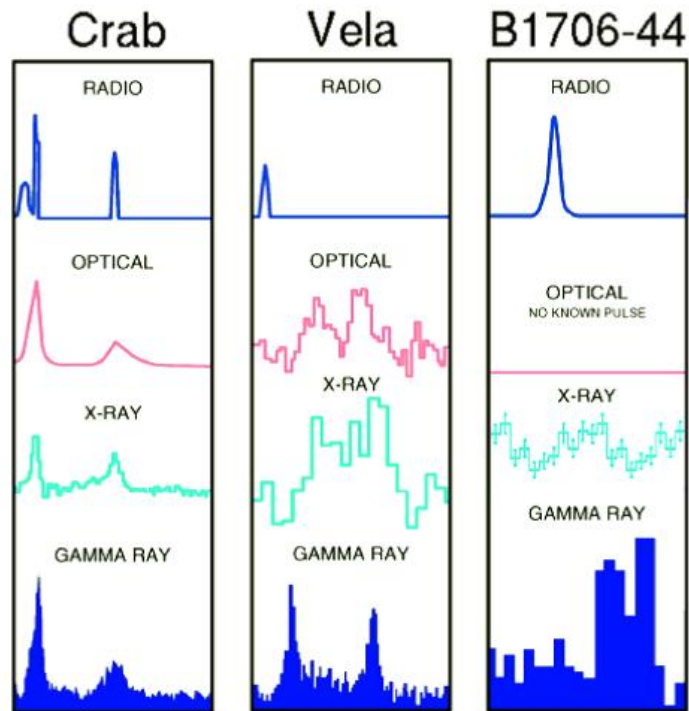 Crab
RADIO
OPTICAL
X-RAY
GAMMA RAY
Vela
RADIO
OPTICAL
X-RAY
GAMMA RAY
B1706-44
RADIO
OPTICAL
NO KNOWN PULSE
X-RAY
GAMMA RAY